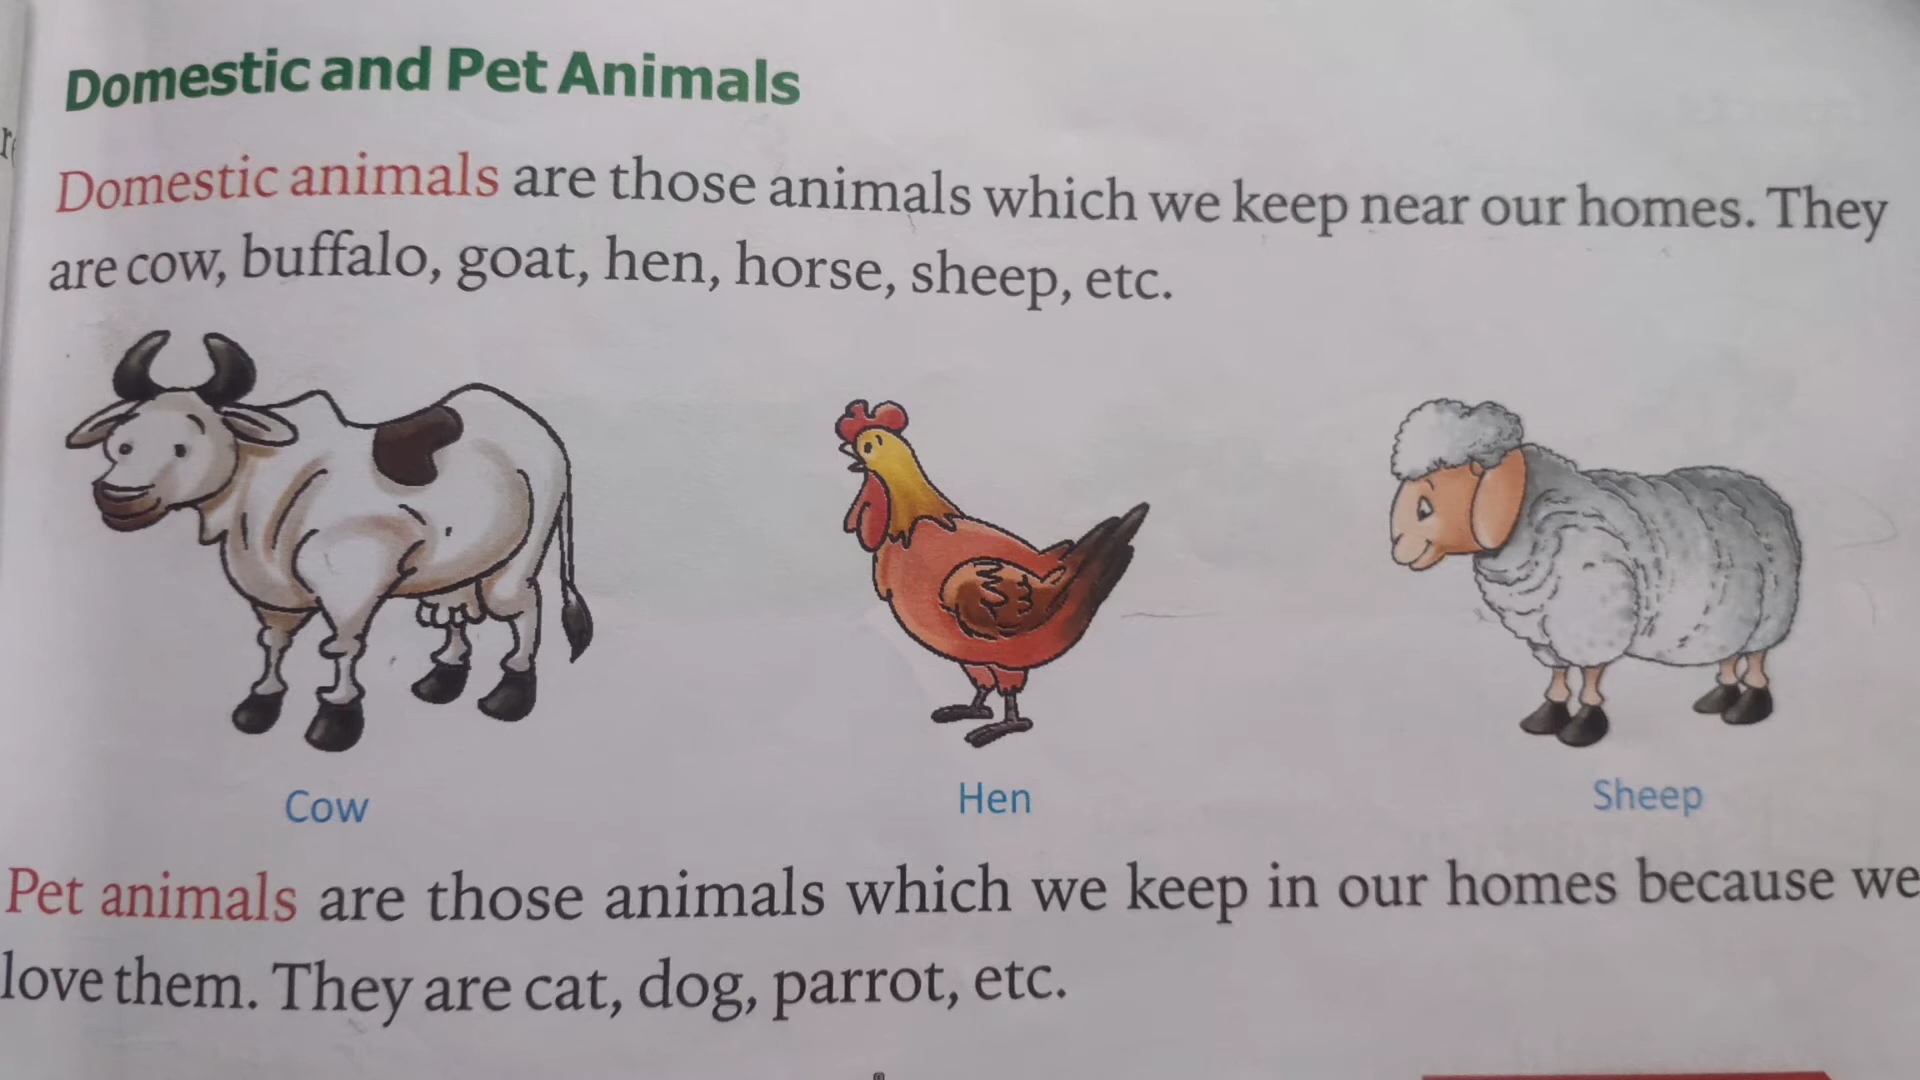 Domestic and Pet Animals
Domestic animals are those animals which we keep near our homes. They
are cow, buffalo, goat, hen, horse, sheep, etc.
Cow
Hen
Sheep
Pet animals are those animals which we keep in our homes because we
love them. They are cat, dog, parrot, etc.